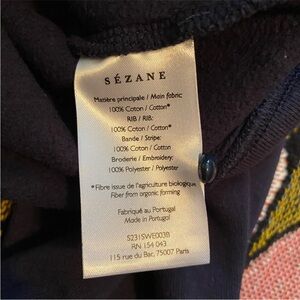 SÉZANE
Matière principale / Main fabric:
100% Coton / Cotton*
RIB / RIB:
100% Coton / Cotton*
Bande / Stripe:
100% Coton / Cotton
Broderie / Embroidery:
100% Polyester / Polyester
*Fibre issue de l'agriculture biologique
Fiber from organic farming
Fabriqué au Portugal
Made in Portugal
S231SWE003B
RN 154 043
115 rue du Bac, 75007 Paris